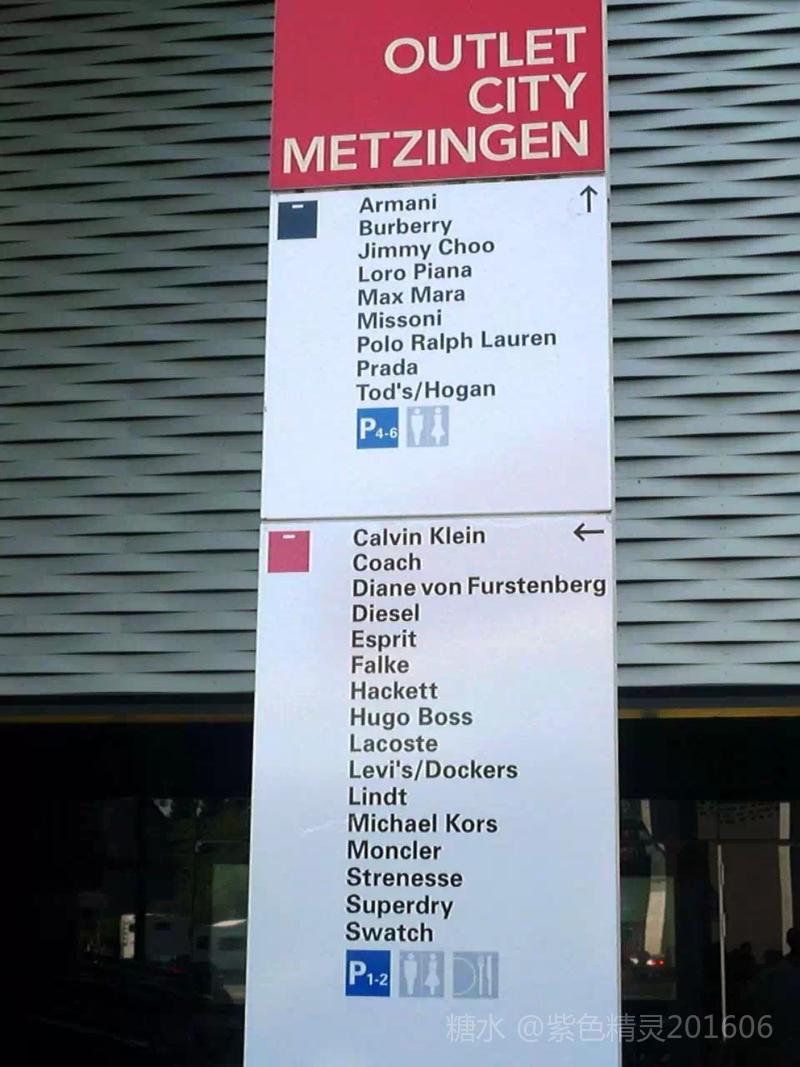 OUTLET
CITY
METZINGEN
Armani ↑
Burberry
Jimmy Choo
Loro Piana
Max Mara
Missoni
Polo Ralph Lauren
Prada
Tod's/Hogan
P4-6
Calvin Klein ←
Coach
Diane von Furstenberg
Diesel
Esprit
Falke
Hackett
Hugo Boss
Lacoste
Levi's/Dockers
Lindt
Michael Kors
Moncler
Strenesse
Superdry
Swatch
P1-2
糖水 @紫色精灵201606